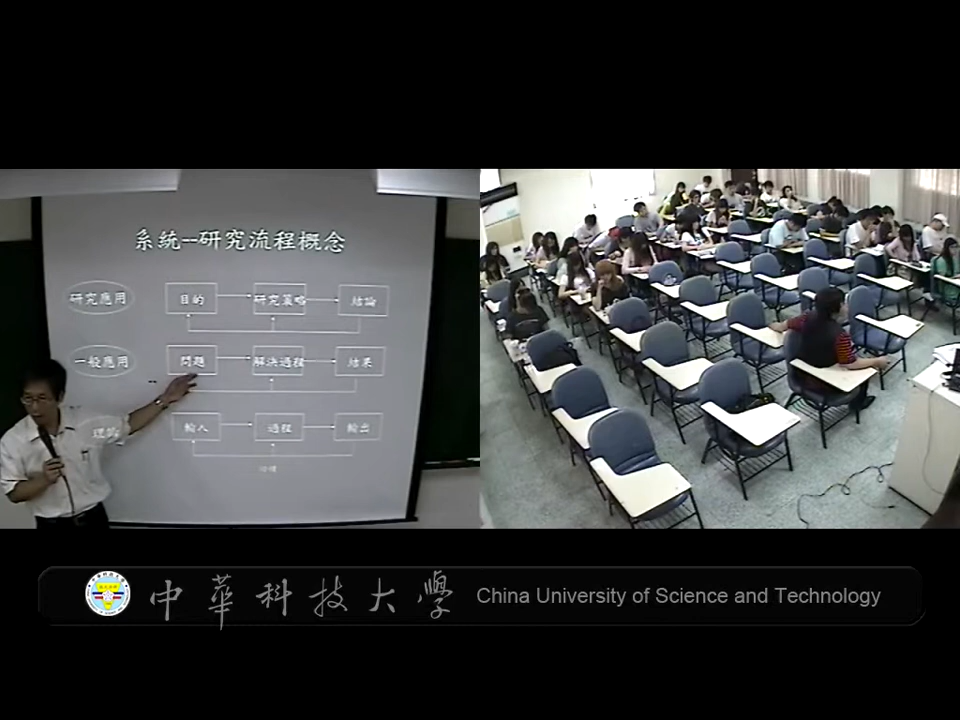 系統--研究流程概念
研究應用 目的 研究策略 結論
一般應用 問題 解決過程 結果
理論 輸入 過程 輸出
中華科技大學 China University of Science and Technology